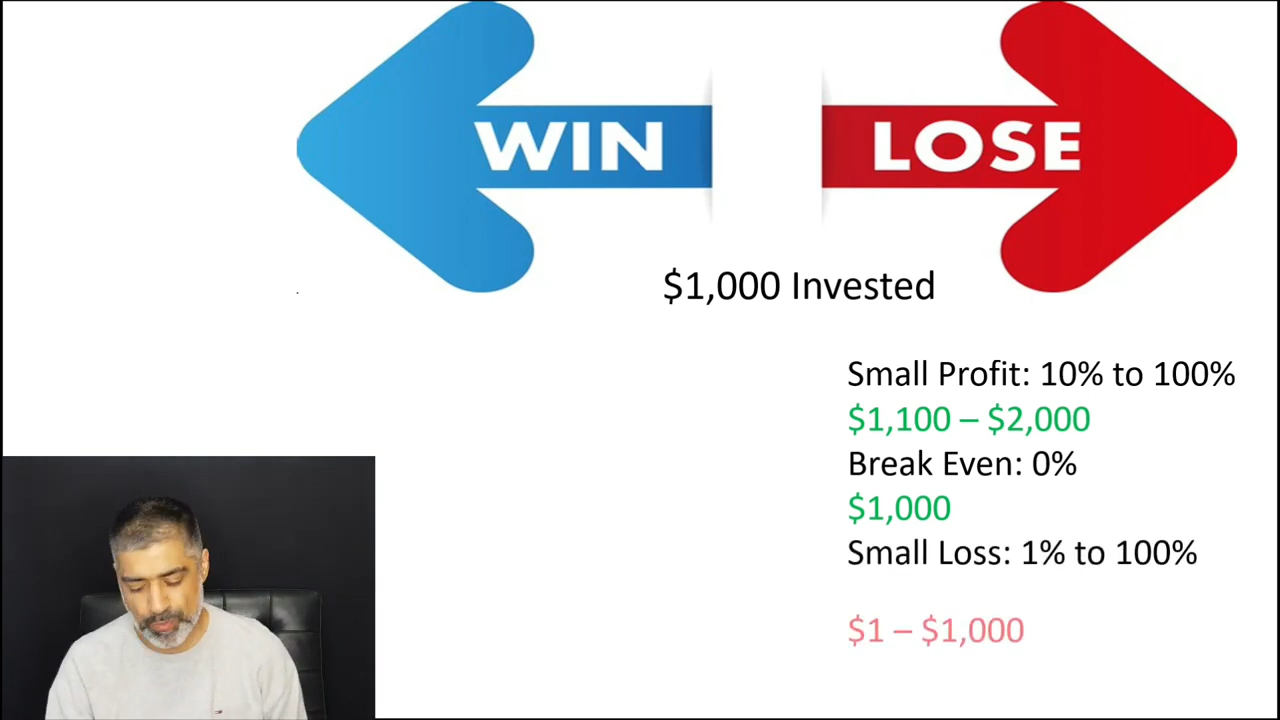 WIN
LOSE
$1,000 Invested
Small Profit: 10% to 100%
$1,100 – $2,000
Break Even: 0%
$1,000
Small Loss: 1% to 100%
$1 – $1,000